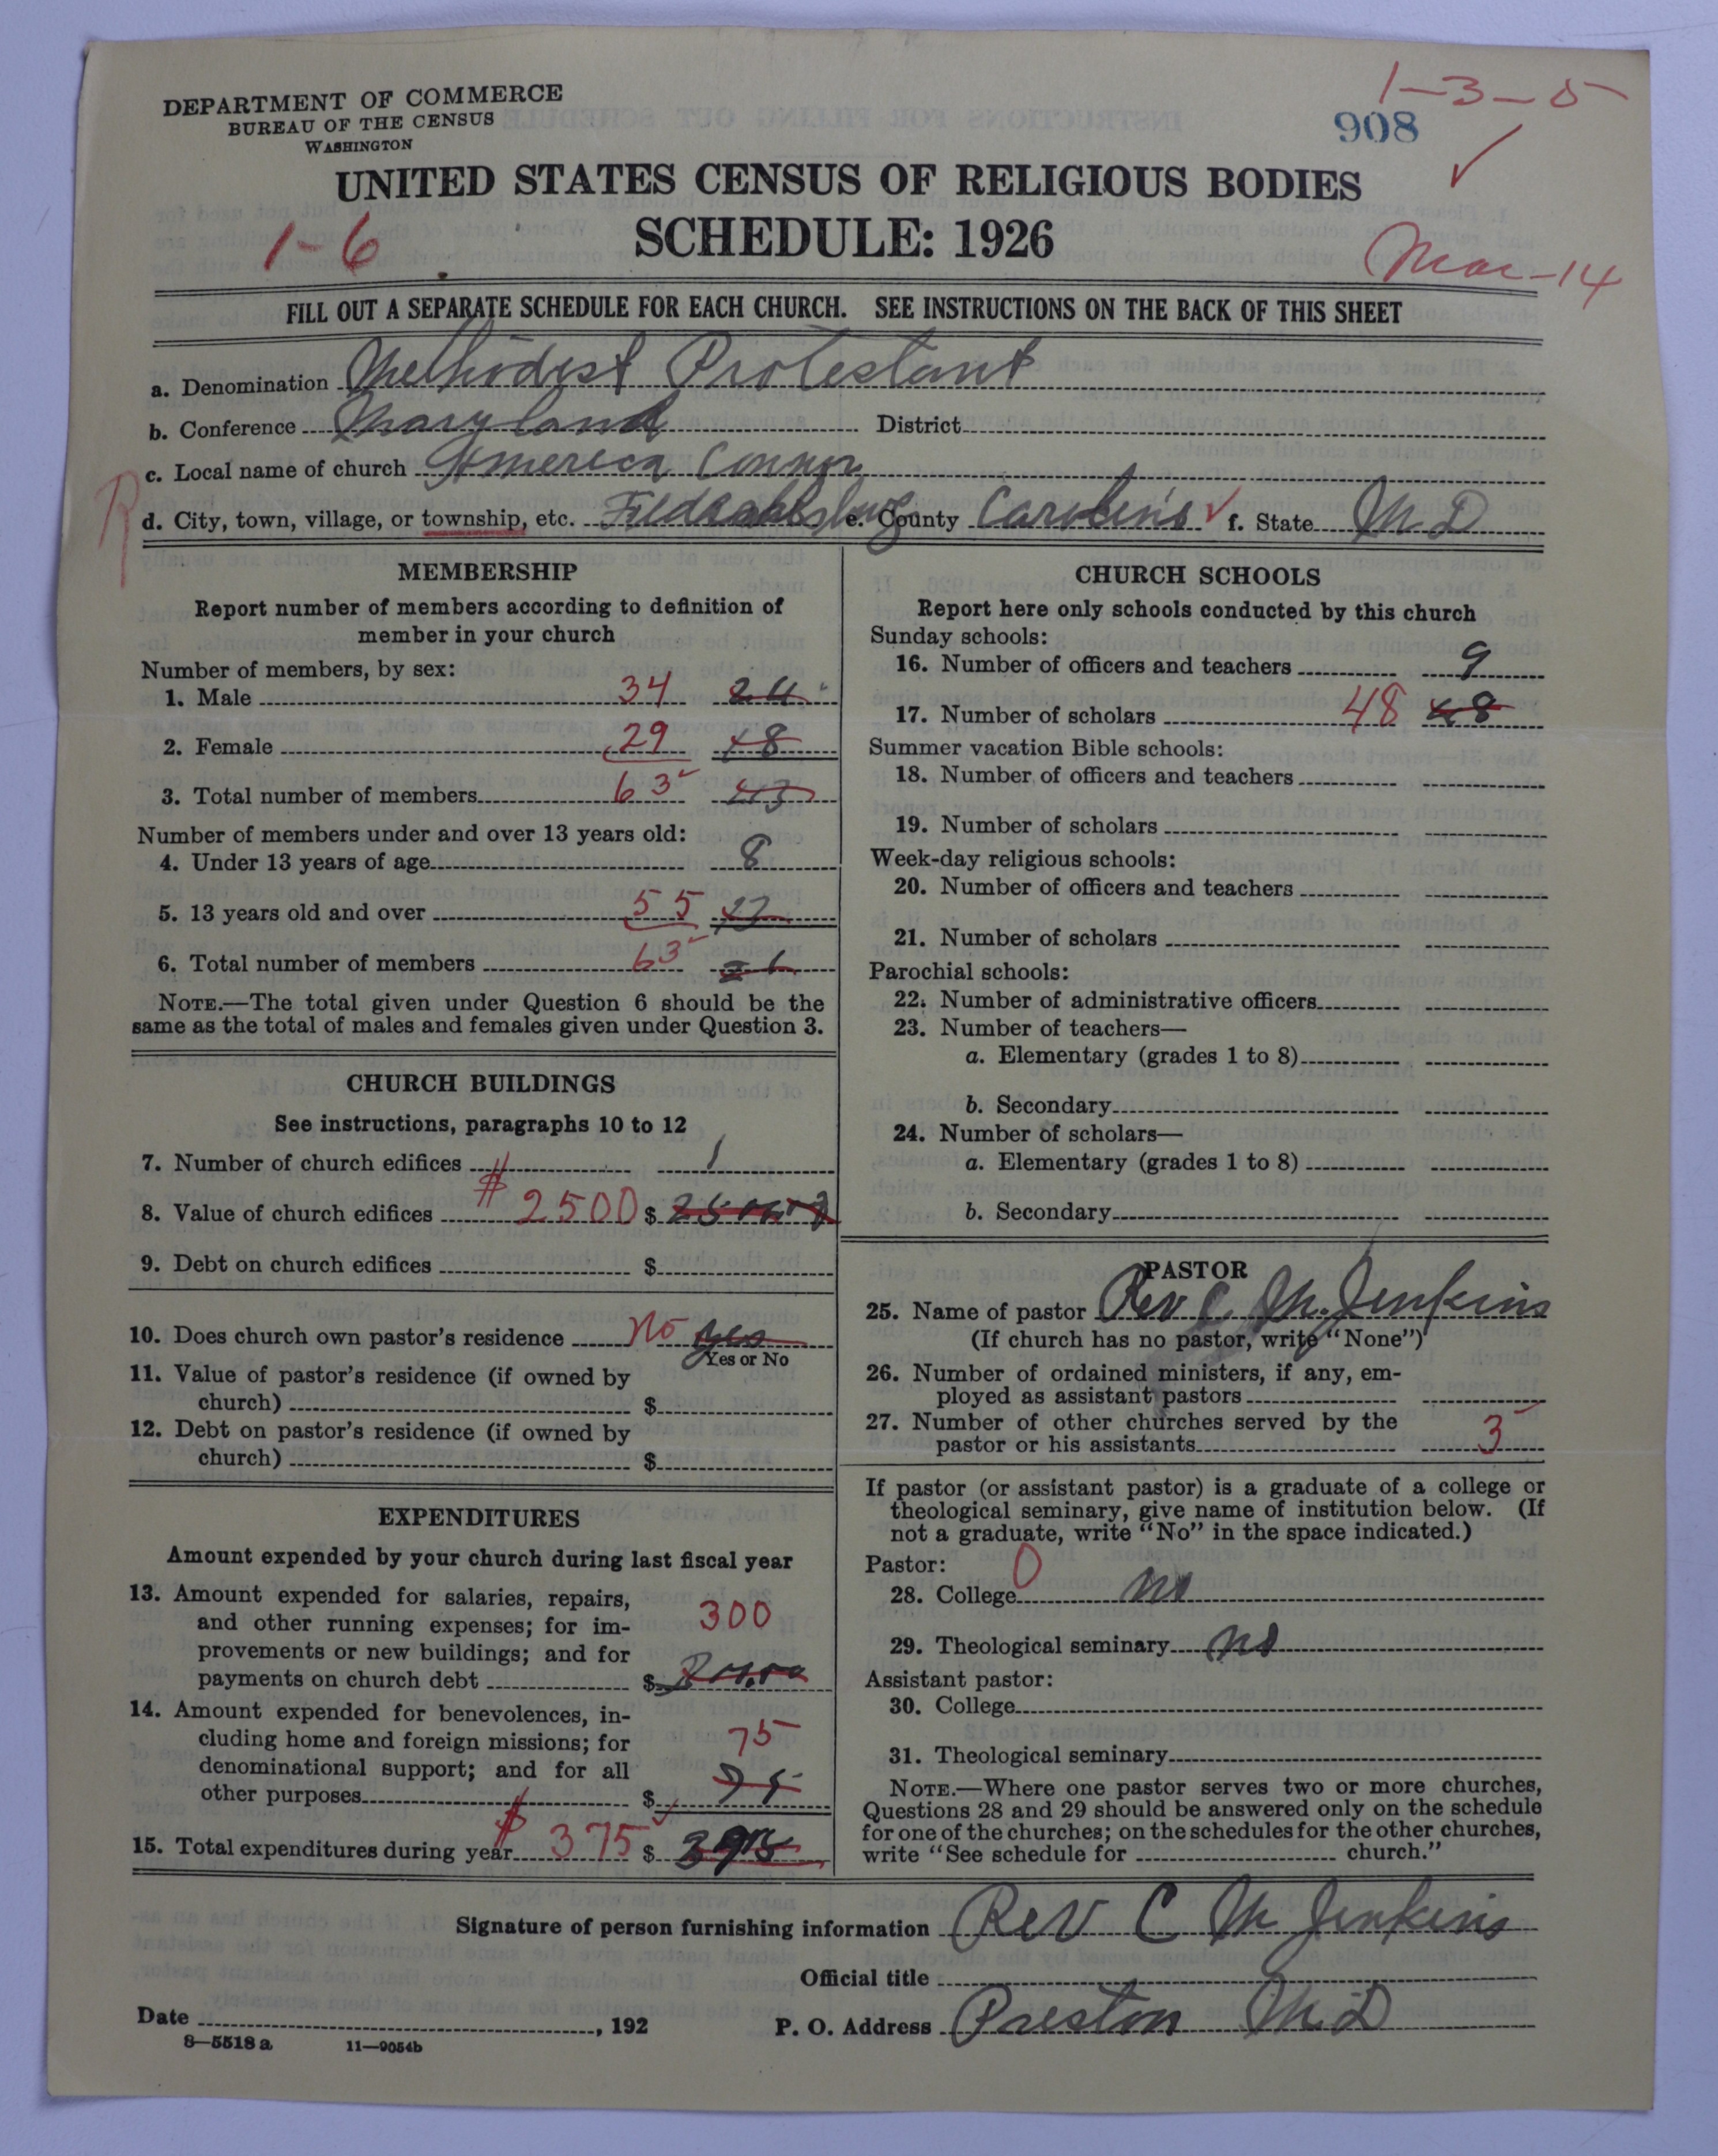 1-3-5
DEPARTMENT OF COMMERCE
BUREAU OF THE CENSUS
WASHINGTON
908
UNITED STATES CENSUS OF RELIGIOUS BODIES
SCHEDULE: 1926
1-6
Mar-14
FILL OUT A SEPARATE SCHEDULE FOR EACH CHURCH. SEE INSTRUCTIONS ON THE BACK OF THIS SHEET
a. Denomination Methodist Protestant
b. Conference Maryland District
c. Local name of church America Connor
R
d. City, town, village, or township, etc. e. County Carolins f. State MD
MEMBERSHIP
Report number of members according to definition of
member in your church
Number of members, by sex:
1. Male 34 24
2. Female 29 18
3. Total number of members 63 43
Number of members under and over 13 years old:
4. Under 13 years of age 8
5. 13 years old and over 55
6. Total number of members 63
NOTE.—The total given under Question 6 should be the
same as the total of males and females given under Question 3.
CHURCH BUILDINGS
See instructions, paragraphs 10 to 12
7. Number of church edifices 1
8. Value of church edifices $2500 $
9. Debt on church edifices $
10. Does church own pastor's residence No yes
Yes or No
11. Value of pastor's residence (if owned by
church) $
12. Debt on pastor's residence (if owned by
church) $
EXPENDITURES
Amount expended by your church during last fiscal year
13. Amount expended for salaries, repairs,
and other running expenses; for im-
provements or new buildings; and for
payments on church debt 300 $
14. Amount expended for benevolences, in-
cluding home and foreign missions; for
denominational support; and for all
other purposes 75 $ 75
15. Total expenditures during year $375 $
CHURCH SCHOOLS
Report here only schools conducted by this church
Sunday schools:
16. Number of officers and teachers 9
17. Number of scholars 48 48
Summer vacation Bible schools:
18. Number of officers and teachers
19. Number of scholars
Week-day religious schools:
20. Number of officers and teachers
21. Number of scholars
Parochial schools:
22. Number of administrative officers
23. Number of teachers—
a. Elementary (grades 1 to 8)
b. Secondary
24. Number of scholars—
a. Elementary (grades 1 to 8)
b. Secondary
PASTOR
25. Name of pastor Rev C M. Jenkins
(If church has no pastor, write "None")
26. Number of ordained ministers, if any, em-
ployed as assistant pastors
27. Number of other churches served by the
pastor or his assistants 3
If pastor (or assistant pastor) is a graduate of a college or
theological seminary, give name of institution below. (If
not a graduate, write "No" in the space indicated.)
Pastor: 0
28. College no
29. Theological seminary no
Assistant pastor:
30. College
31. Theological seminary
NOTE.—Where one pastor serves two or more churches,
Questions 28 and 29 should be answered only on the schedule
for one of the churches; on the schedules for the other churches,
write "See schedule for church."
Signature of person furnishing information Rev C M Jenkins
Official title
Date , 192
P. O. Address Preston MD
8—5518 a 11—9054b